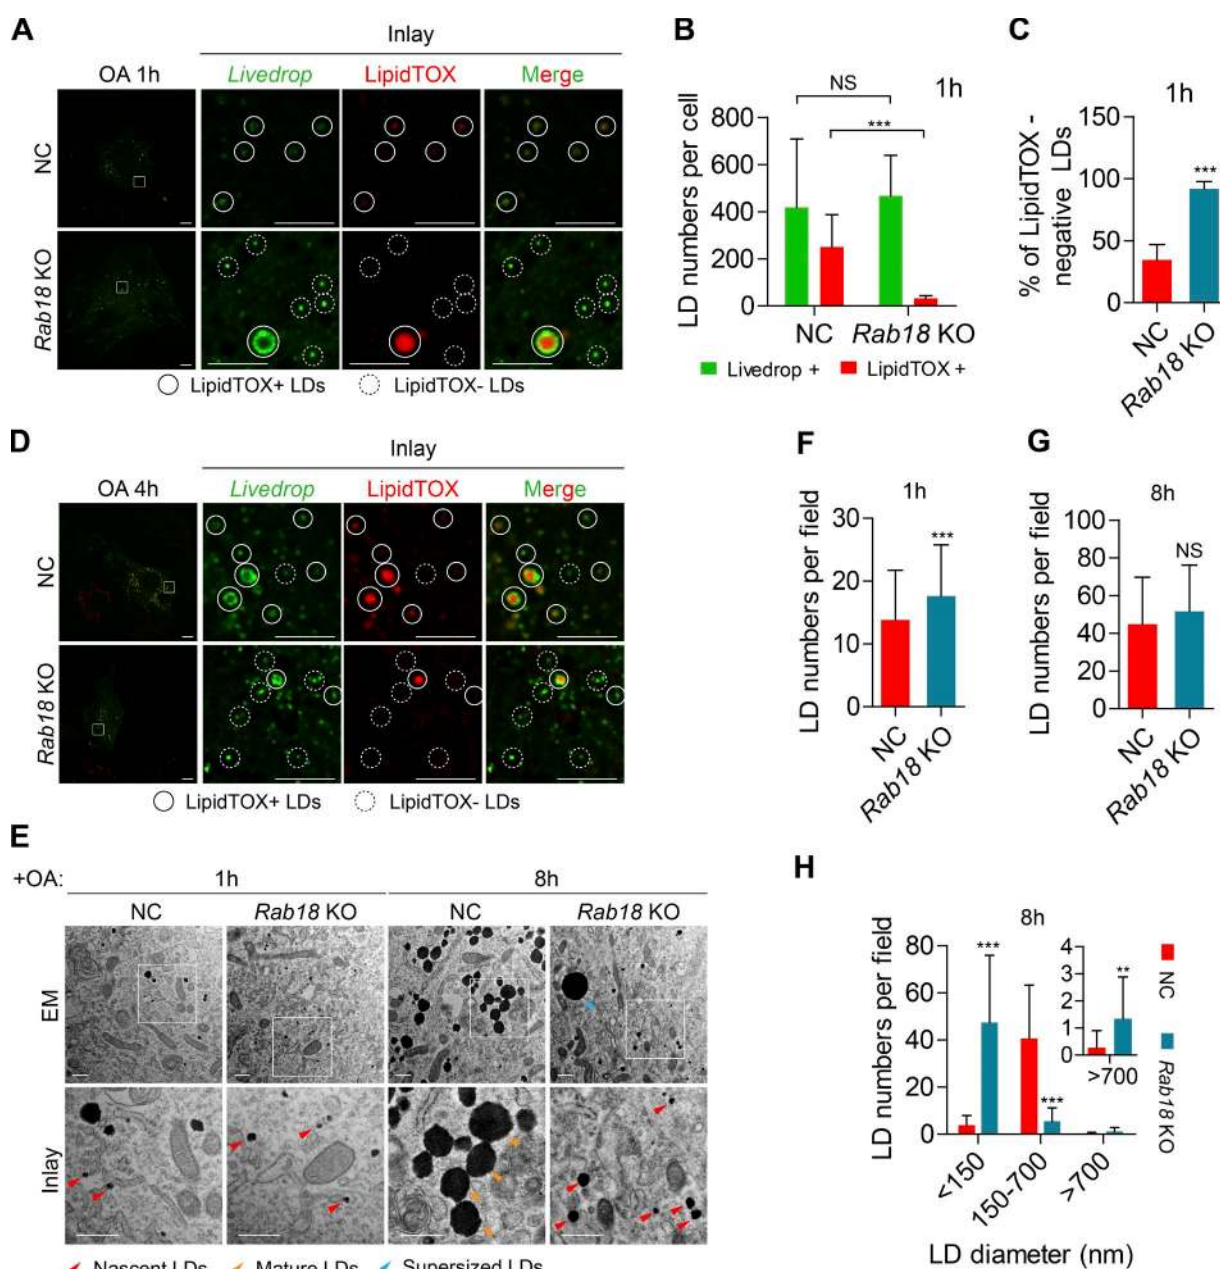 A
Inlay
OA 1h
Livedrop
LipidTOX
Merge
NC
Rab18 KO
LipidTOX+ LDs
LipidTOX- LDs
B
1h
NS
***
LD numbers per cell
800
600
400
200
0
NC
Rab18 KO
Livedrop +
LipidTOX +
C
1h
% of LipidTOX -
negative LDs
150
100
50
0
***
NC
Rab18 KO
D
Inlay
OA 4h
Livedrop
LipidTOX
Merge
NC
Rab18 KO
LipidTOX+ LDs
LipidTOX- LDs
F
1h
LD numbers per field
30
20
10
0
***
NC
Rab18 KO
G
8h
LD numbers per field
100
80
60
40
20
0
NS
NC
Rab18 KO
E
+OA:
1h
8h
NC
Rab18 KO
NC
Rab18 KO
EM
Inlay
Nascent LDs
Mature LDs
Supersized LDs
H
8h
LD numbers per field
80
60
40
20
0
***
***
4
3
2
1
0
**
>700
NC
Rab18 KO
<150
150-700
>700
LD diameter (nm)